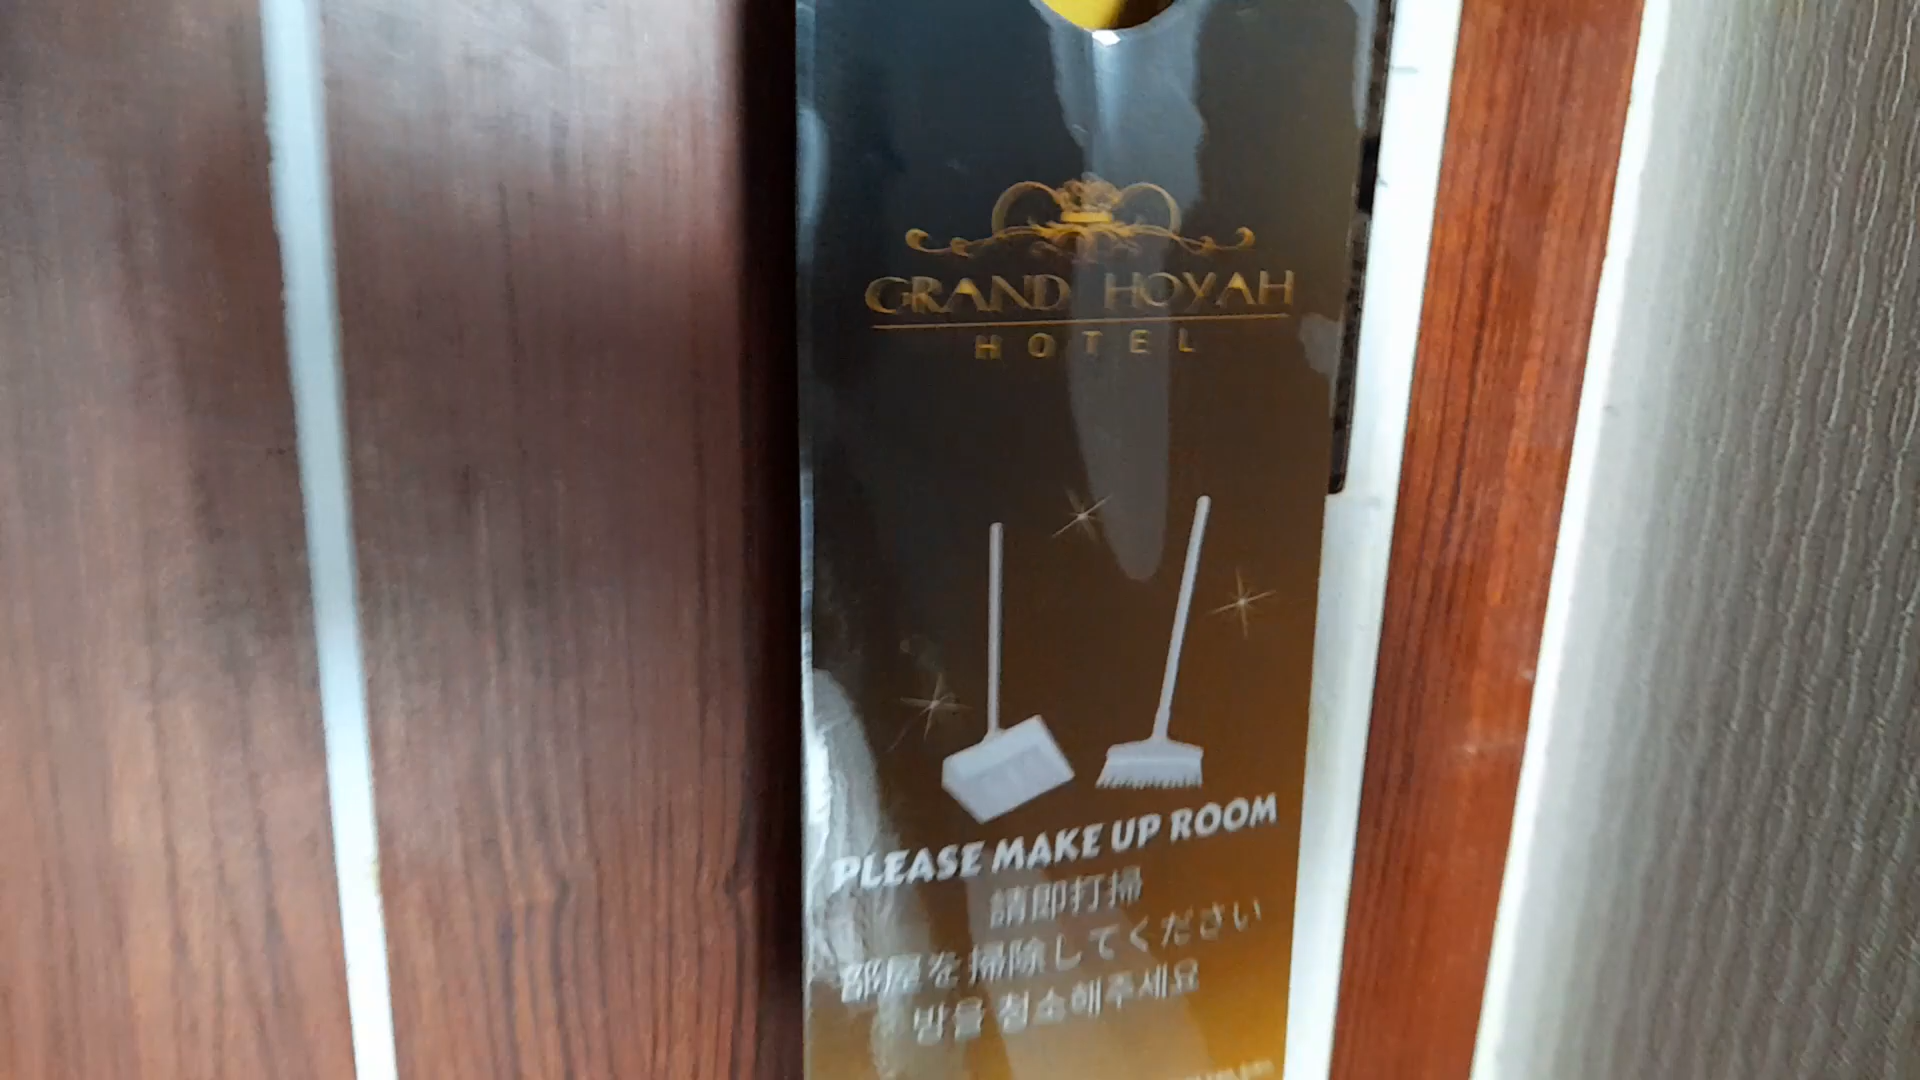 GRAND HOYAH
HOTEL
PLEASE MAKE UP ROOM
請即打掃
部屋を掃除してください
방을 청소해주세요